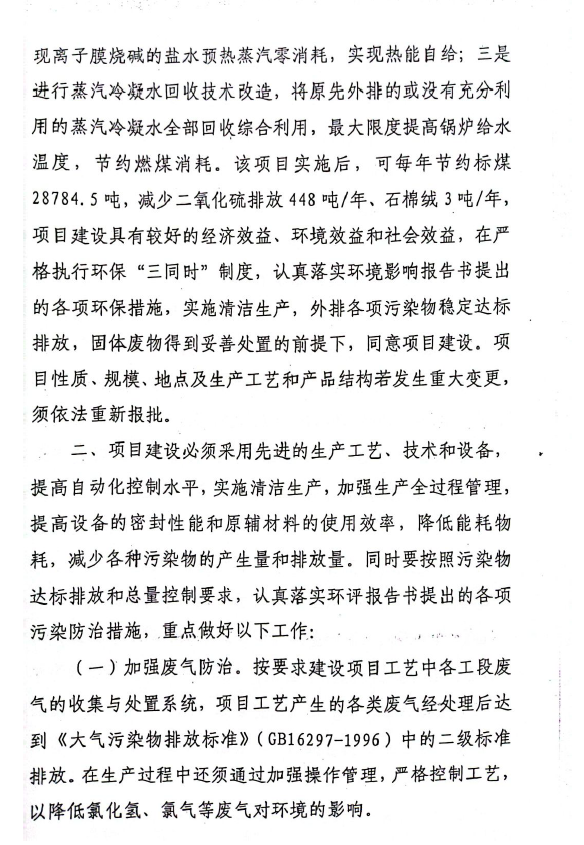 现离子膜烧碱的盐水预热蒸汽零消耗，实现热能自给；三是
进行蒸汽冷凝水回收技术改造，将原先外排的或没有充分利
用的蒸汽冷凝水全部回收综合利用，最大限度提高锅炉给水
温度，节约燃煤消耗。该项目实施后，可每年节约标煤
28784.5吨，减少二氧化硫排放448吨/年、石棉绒3吨/年，
项目建设具有较好的经济效益、环境效益和社会效益，在严
格执行环保“三同时”制度，认真落实环境影响报告书提出
的各项环保措施，实施清洁生产，外排各项污染物稳定达标
排放，固体废物得到妥善处置的前提下，同意项目建设。项
目性质、规模、地点及生产工艺和产品结构若发生重大变更，
须依法重新报批。
二、项目建设必须采用先进的生产工艺、技术和设备，
提高自动化控制水平，实施清洁生产，加强生产全过程管理，
提高设备的密封性能和原辅材料的使用效率，降低能耗物
耗，减少各种污染物的产生量和排放量。同时要按照污染物
达标排放和总量控制要求，认真落实环评报告书提出的各项
污染防治措施，重点做好以下工作：
（一）加强废气防治。按要求建设项目工艺中各工段废
气的收集与处置系统，项目工艺产生的各类废气经处理后达
到《大气污染物排放标准》（GB16297-1996）中的二级标准
排放。在生产过程中还须通过加强操作管理，严格控制工艺，
以降低氯化氢、氯气等废气对环境的影响。